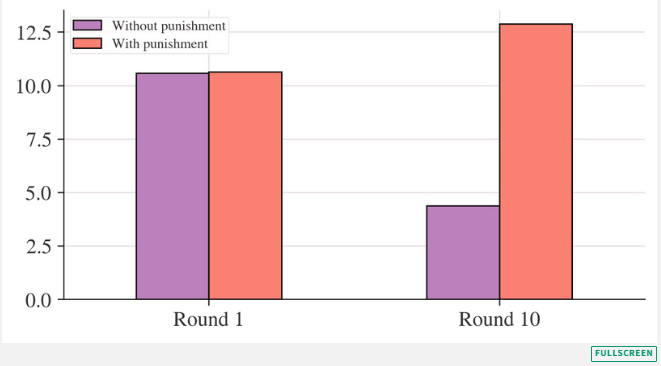 Without punishment
With punishment
12.5
10.0
7.5
5.0
2.5
0.0
Round 1
Round 10
FULLSCREEN